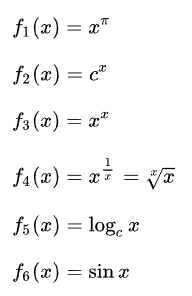 f₁(x) = x^π
f₂(x) = c^x
f₃(x) = x^x
f₄(x) = x^(1/x) = ˣ√x
f₅(x) = log_c x
f₆(x) = sin x